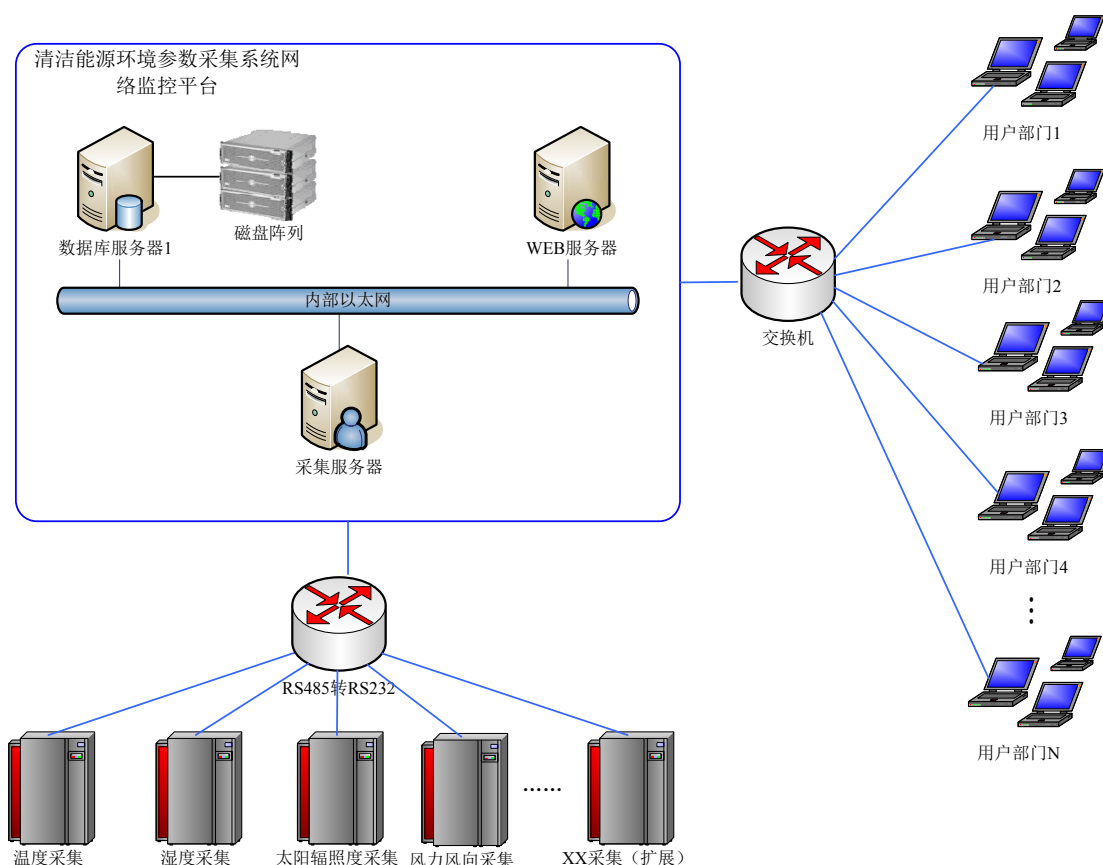 清洁能源环境参数采集系统网
络监控平台
数据库服务器1
磁盘阵列
WEB服务器
内部以太网
采集服务器
交换机
用户部门1
用户部门2
用户部门3
用户部门4
用户部门N
RS485转RS232
温度采集
湿度采集
太阳辐照度采集
风力风向采集
......
XX采集（扩展）